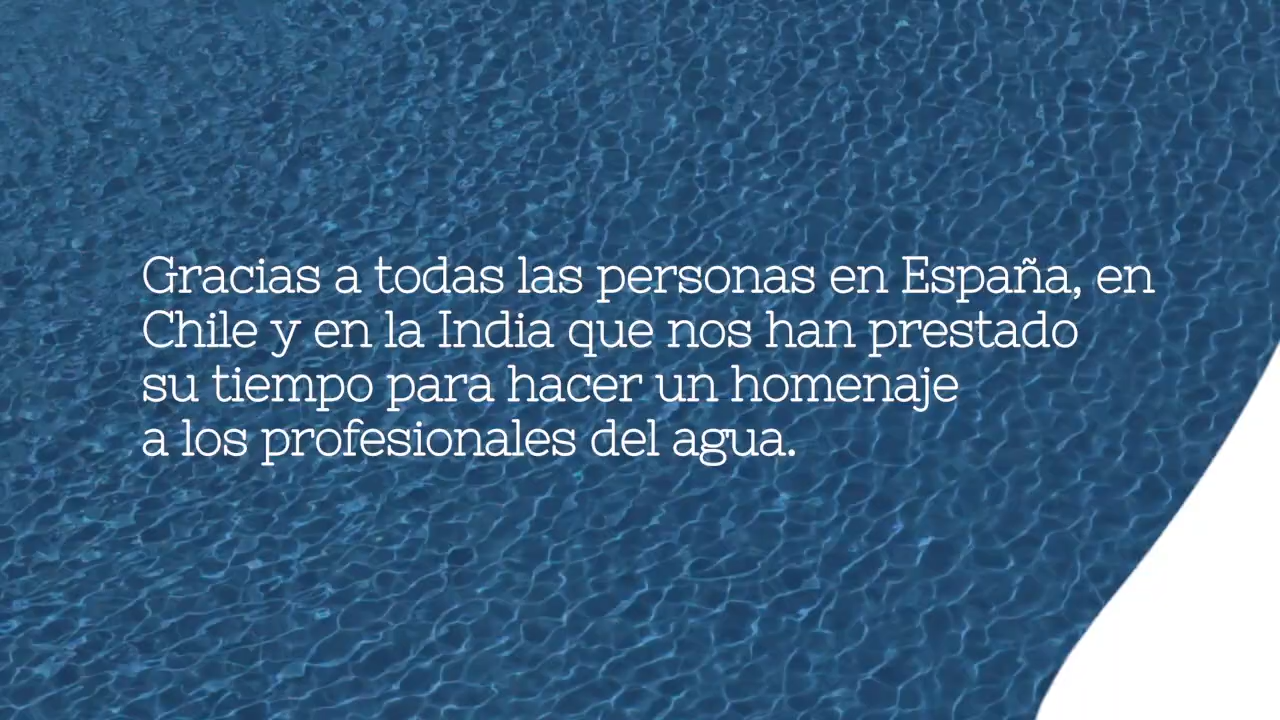 Gracias a todas las personas en España, en
Chile y en la India que nos han prestado
su tiempo para hacer un homenaje
a los profesionales del agua.